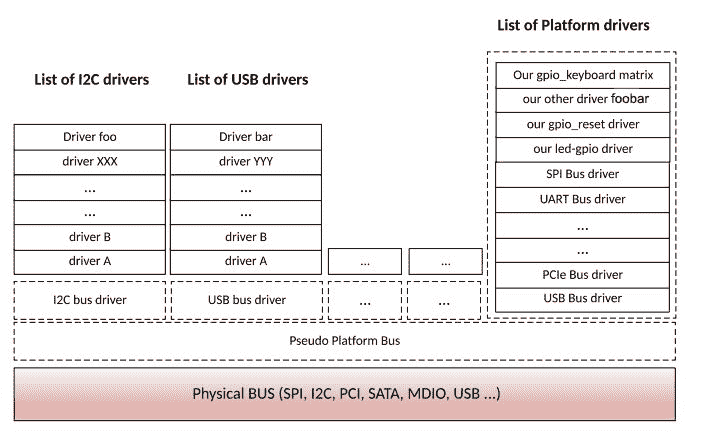 List of Platform drivers
List of I2C drivers
List of USB drivers
Our gpio_keyboard matrix
our other driver foobar
our gpio_reset driver
our led-gpio driver
SPI Bus driver
UART Bus driver
...
...
PCIe Bus driver
USB Bus driver
Driver foo
driver XXX
...
...
driver B
driver A
I2C bus driver
Driver bar
driver YYY
...
...
driver B
driver A
USB bus driver
...
...
...
...
Pseudo Platform Bus
Physical BUS (SPI, I2C, PCI, SATA, MDIO, USB ...)